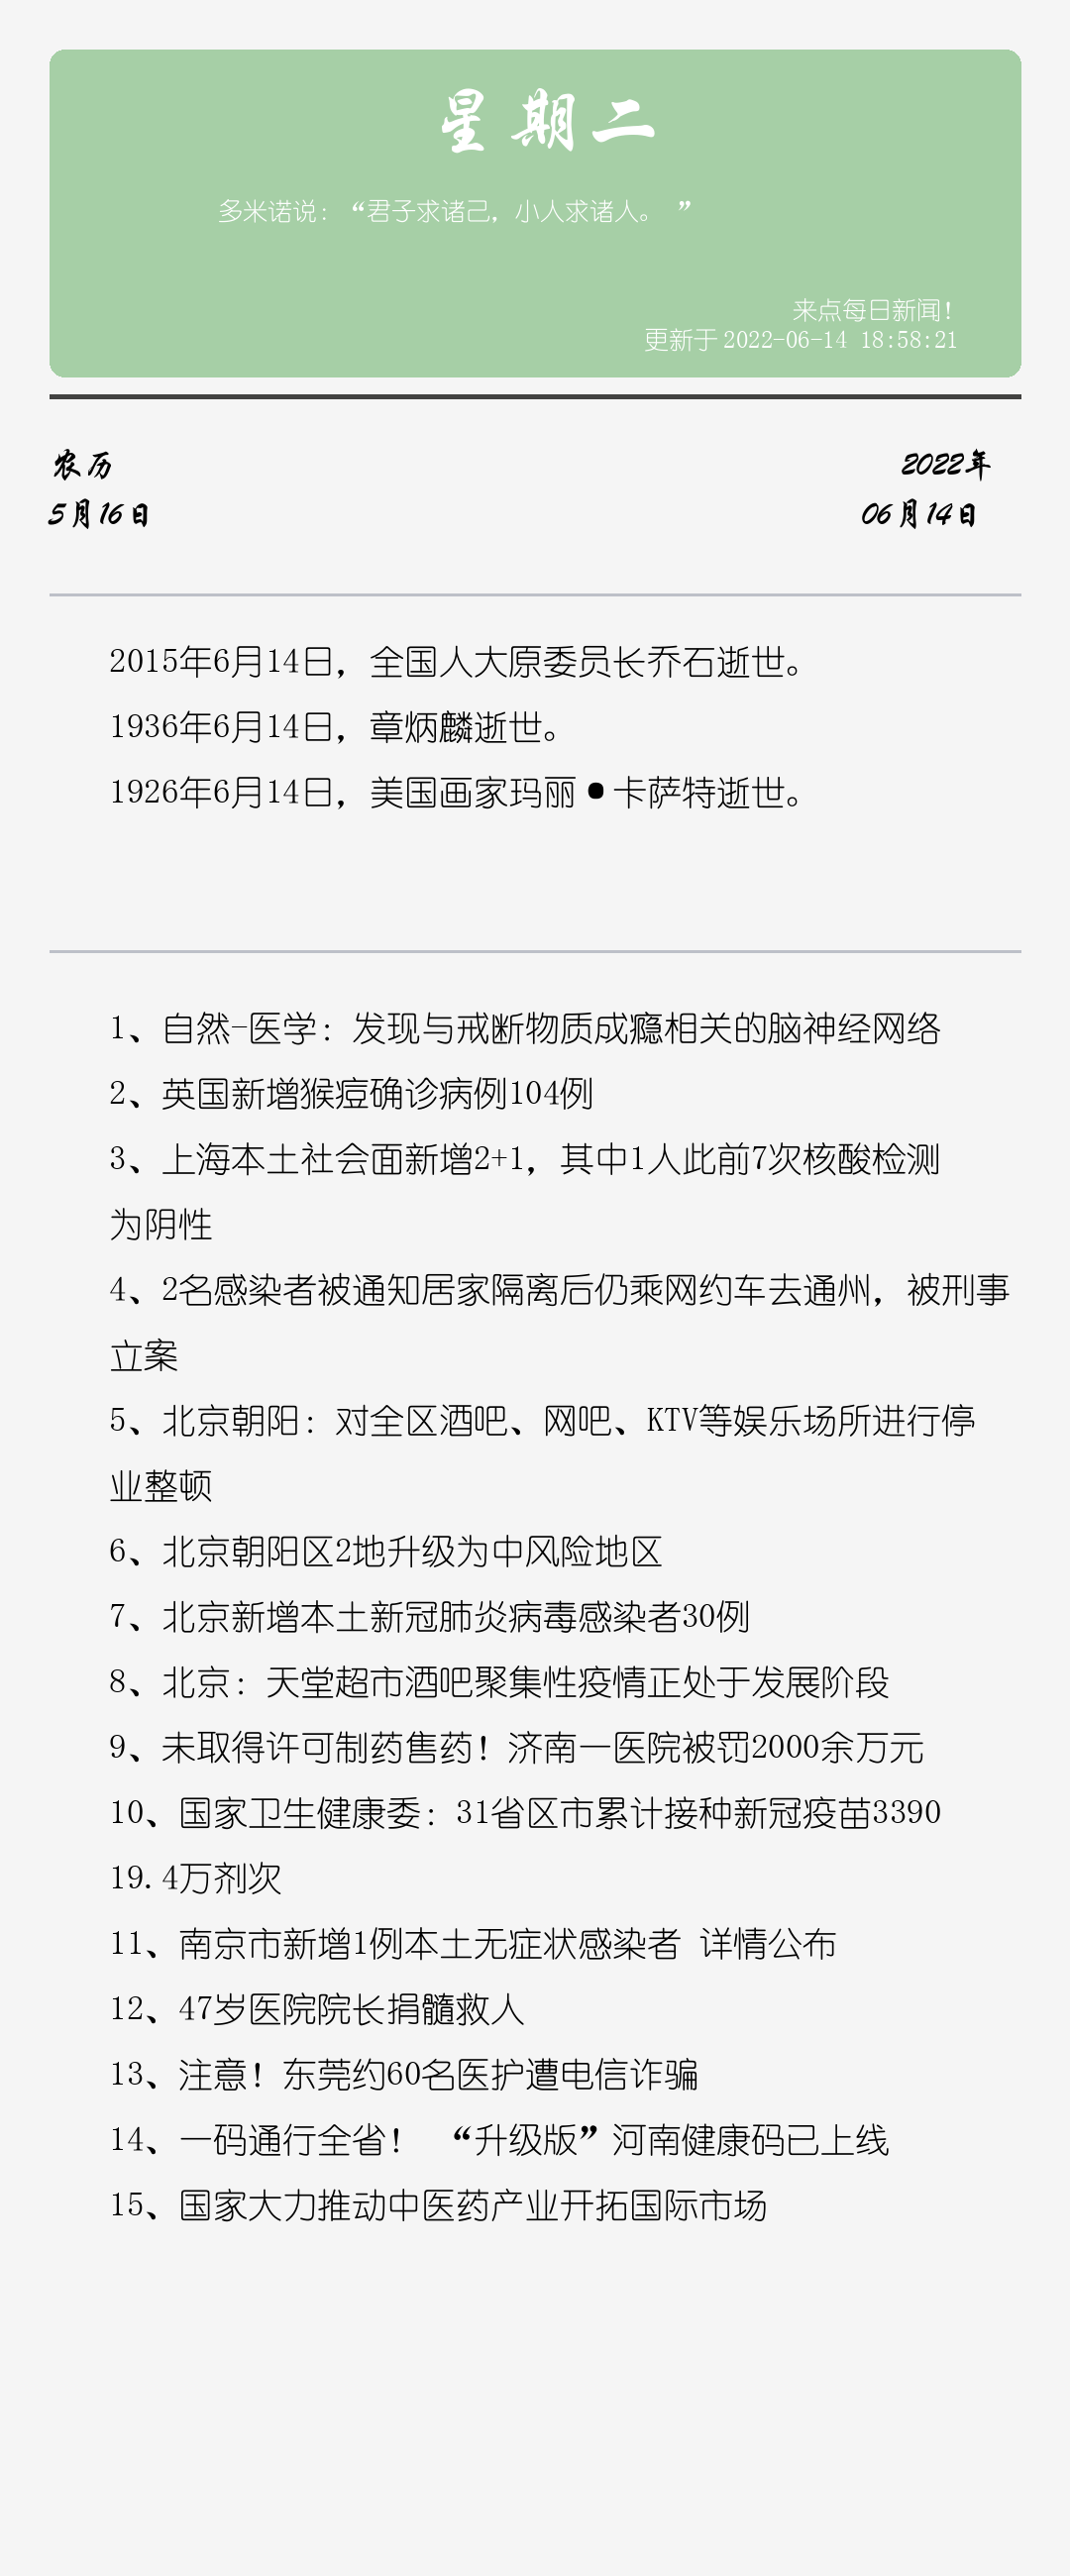 星期二
多米诺说：“君子求诸己，小人求诸人。 ”
来点每日新闻！
更新于 2022-06-14 18:58:21
农历
5月16日
2022年
06月14日
2015年6月14日，全国人大原委员长乔石逝世。
1936年6月14日，章炳麟逝世。
1926年6月14日，美国画家玛丽•卡萨特逝世。
1、自然-医学：发现与戒断物质成瘾相关的脑神经网络
2、英国新增猴痘确诊病例104例
3、上海本土社会面新增2+1，其中1人此前7次核酸检测
为阴性
4、2名感染者被通知居家隔离后仍乘网约车去通州，被刑事
立案
5、北京朝阳：对全区酒吧、网吧、KTV等娱乐场所进行停
业整顿
6、北京朝阳区2地升级为中风险地区
7、北京新增本土新冠肺炎病毒感染者30例
8、北京：天堂超市酒吧聚集性疫情正处于发展阶段
9、未取得许可制药售药！济南一医院被罚2000余万元
10、国家卫生健康委：31省区市累计接种新冠疫苗3390
19.4万剂次
11、南京市新增1例本土无症状感染者 详情公布
12、47岁医院院长捐髓救人
13、注意！东莞约60名医护遭电信诈骗
14、一码通行全省！ “升级版”河南健康码已上线
15、国家大力推动中医药产业开拓国际市场